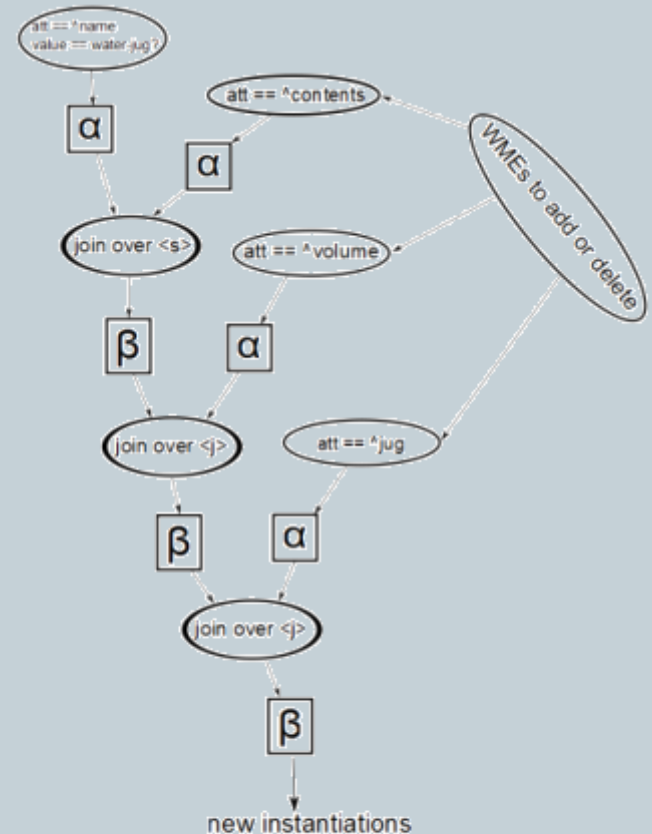 att == ^name
value == water-jug?
att == ^contents
WMEs to add or delete
α
α
join over <s>
att == ^volume
β
α
join over <j>
att == ^jug
β
α
join over <j>
β
new instantiations